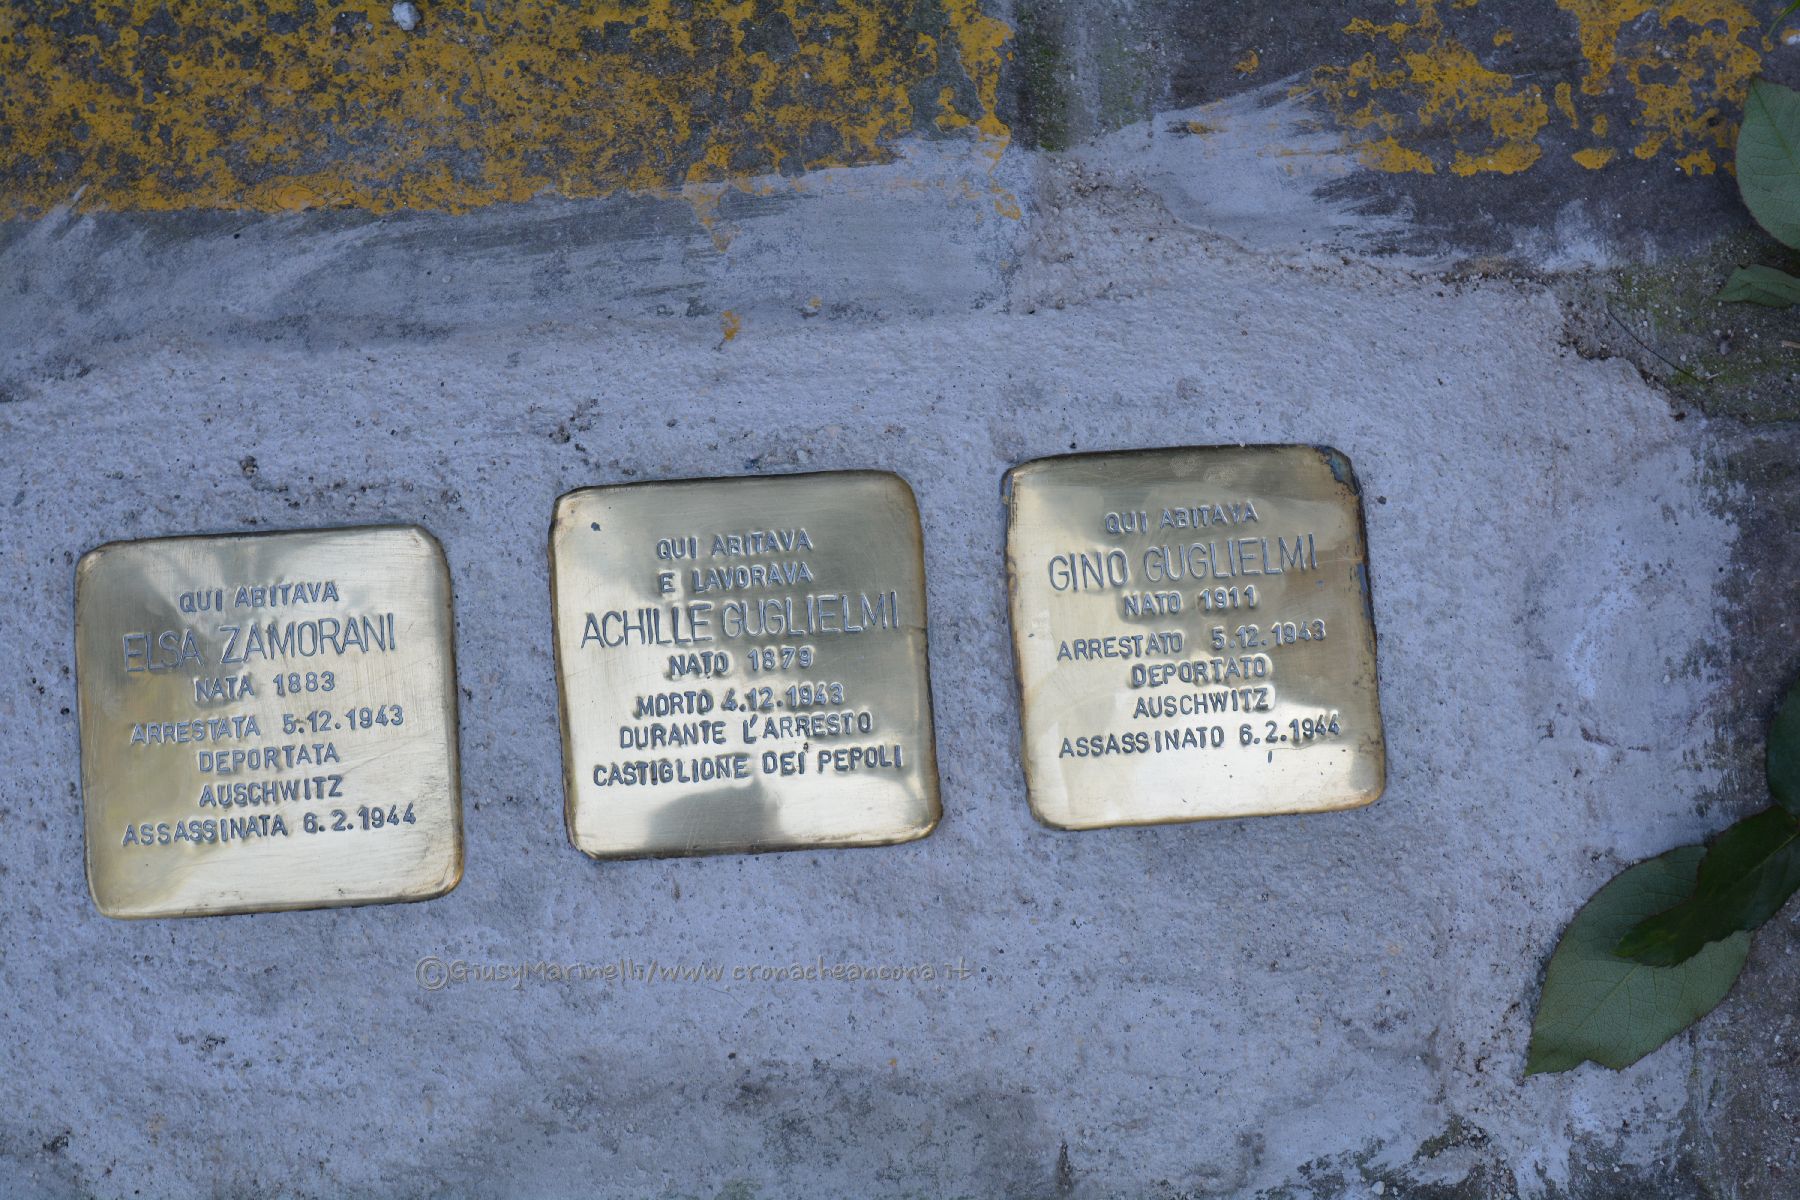 QUI ABITAVA
ELSA ZAMORANI
NATA 1883
ARRESTATA 5.12.1943
DEPORTATA
AUSCHWITZ
ASSASSINATA 6.2.1944
QUI ABITAVA
E LAVORAVA
ACHILLE GUGLIELMI
NATO 1879
MORTO 4.12.1943
DURANTE L'ARRESTO
CASTIGLIONE DEI PEPOLI
QUI ABITAVA
GINO GUGLIELMI
NATO 1911
ARRESTATO 5.12.1943
DEPORTATO
AUSCHWITZ
ASSASSINATO 6.2.1944
©GiusyMarinelli/www.cronacheancona.it